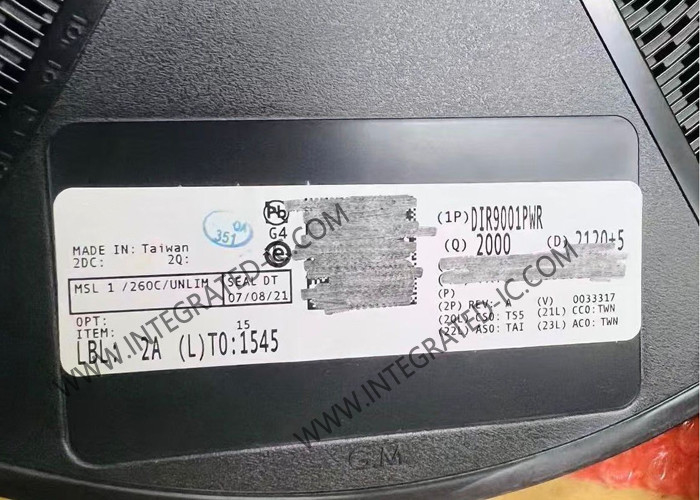 Pb
G4
e
QA
351
MADE IN: Taiwan
2DC: 2Q:
MSL 1 /260C/UNLIM
SEAL DT
07/08/21
OPT:
ITEM:
15
LBL: 2A (L)TO:1545
(1P)DIR9001PWR
(Q) 2000 (D) 2120+5
(P)
(2P) REV: A (V) 0033317
(20L) CSO: TS5 (21L) CCO: TWN
(22L) ASO: TAI (23L) ACO: TWN
GM
WWW.INTEGRATED-IC.COM
WWW.INTEGRATED-IC.COM